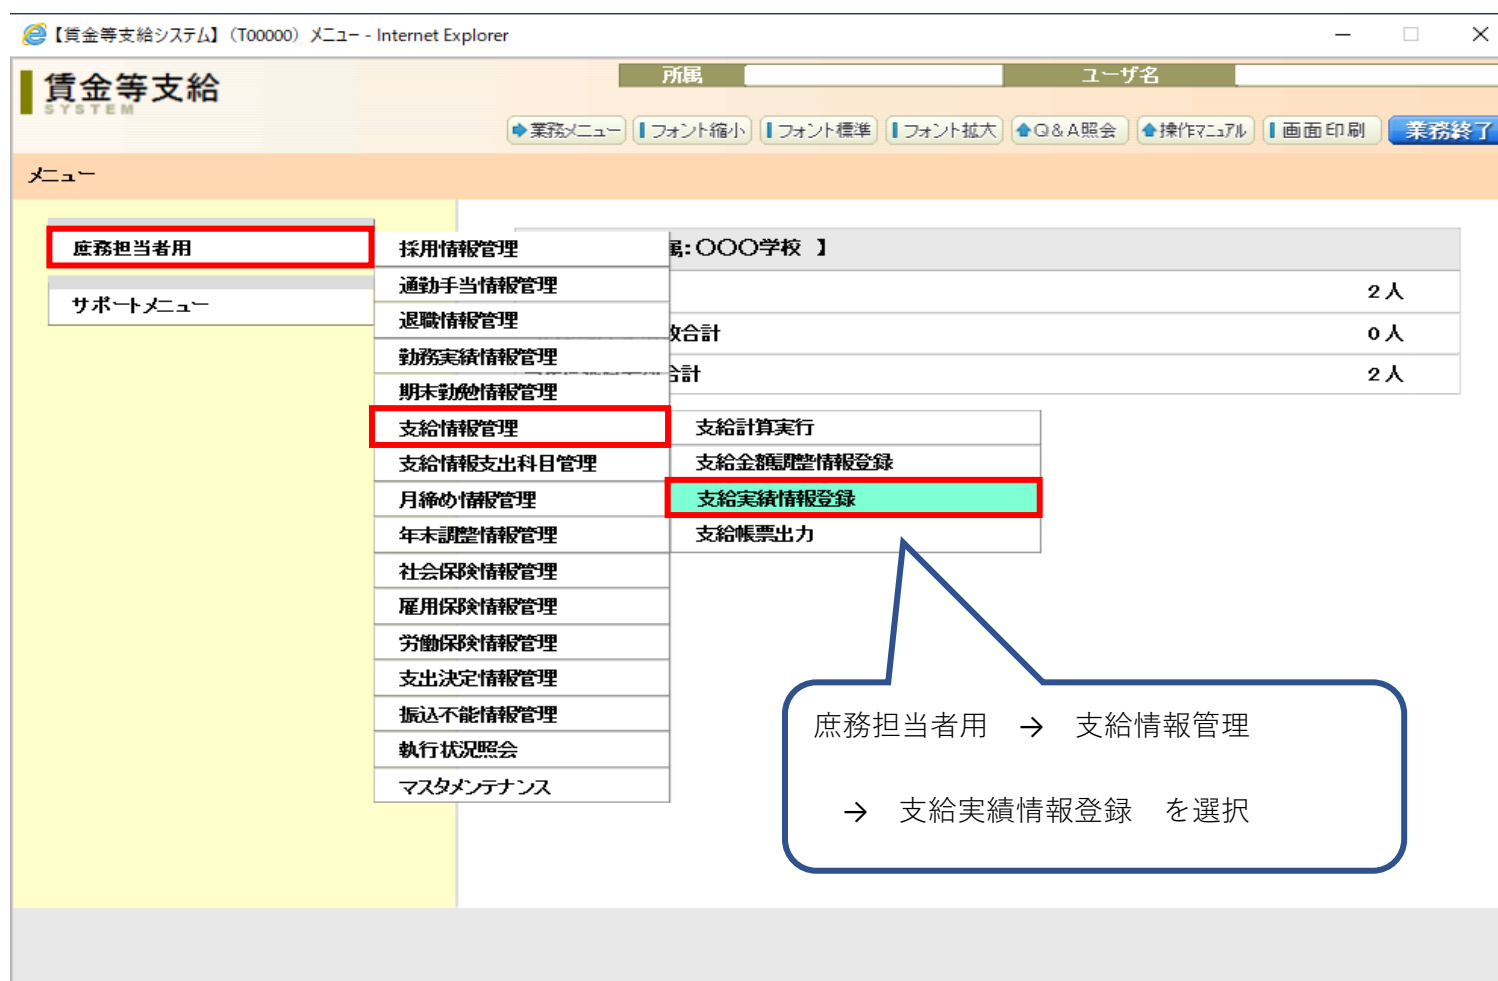 【賃金等支給システム】（T00000）メニュー - Internet Explorer
賃金等支給
SYSTEM
所属
ユーザ名
業務メニュー
フォント縮小
フォント標準
フォント拡大
Q&A照会
操作マニュアル
画面印刷
業務終了
メニュー
庶務担当者用
サポートメニュー
採用情報管理
通勤手当情報管理
退職情報管理
勤務実績情報管理
期末勤勉情報管理
支給情報管理
支給情報支出科目管理
月締め情報管理
年末調整情報管理
社会保険情報管理
雇用保険情報管理
労働保険情報管理
支出決定情報管理
振込不能情報管理
執行状況照会
マスタメンテナンス
:〇〇〇学校 】
2人
合計 0人
合計 2人
支給計算実行
支給金額調整情報登録
支給実績情報登録
支給帳票出力
庶務担当者用 → 支給情報管理
→ 支給実績情報登録 を選択